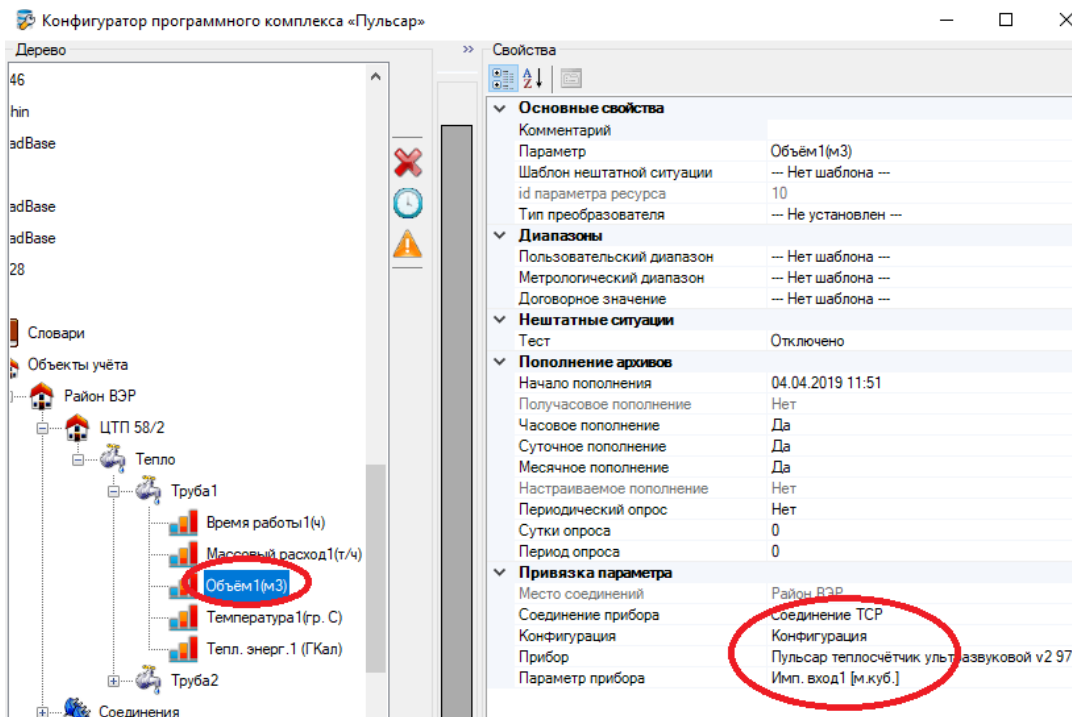 Конфигуратор программного комплекса «Пульсар»
Дерево
46
hin
adBase
adBase
adBase
28
Словари
Объекты учёта
Район ВЭР
ЦТП 58/2
Тепло
Труба1
Время работы1(ч)
Массовый расход1(т/ч)
Объём1(м3)
Температура1(гр. С)
Тепл. энерг.1 (ГКал)
Труба2
Соединения
Свойства
Основные свойства
Комментарий
Параметр Объём1(м3)
Шаблон нештатной ситуации --- Нет шаблона ---
id параметра ресурса 10
Тип преобразователя --- Не установлен ---
Диапазоны
Пользовательский диапазон --- Нет шаблона ---
Метрологический диапазон --- Нет шаблона ---
Договорное значение --- Нет шаблона ---
Нештатные ситуации
Тест Отключено
Пополнение архивов
Начало пополнения 04.04.2019 11:51
Получасовое пополнение Нет
Часовое пополнение Да
Суточное пополнение Да
Месячное пополнение Да
Настраиваемое пополнение Нет
Периодический опрос Нет
Сутки опроса 0
Период опроса 0
Привязка параметра
Место соединений Район ВЭР
Соединение прибора Соединение TCP
Конфигурация Конфигурация
Прибор Пульсар теплосчётчик ультразвуковой v2 97
Параметр прибора Имп. вход1 [м.куб.]